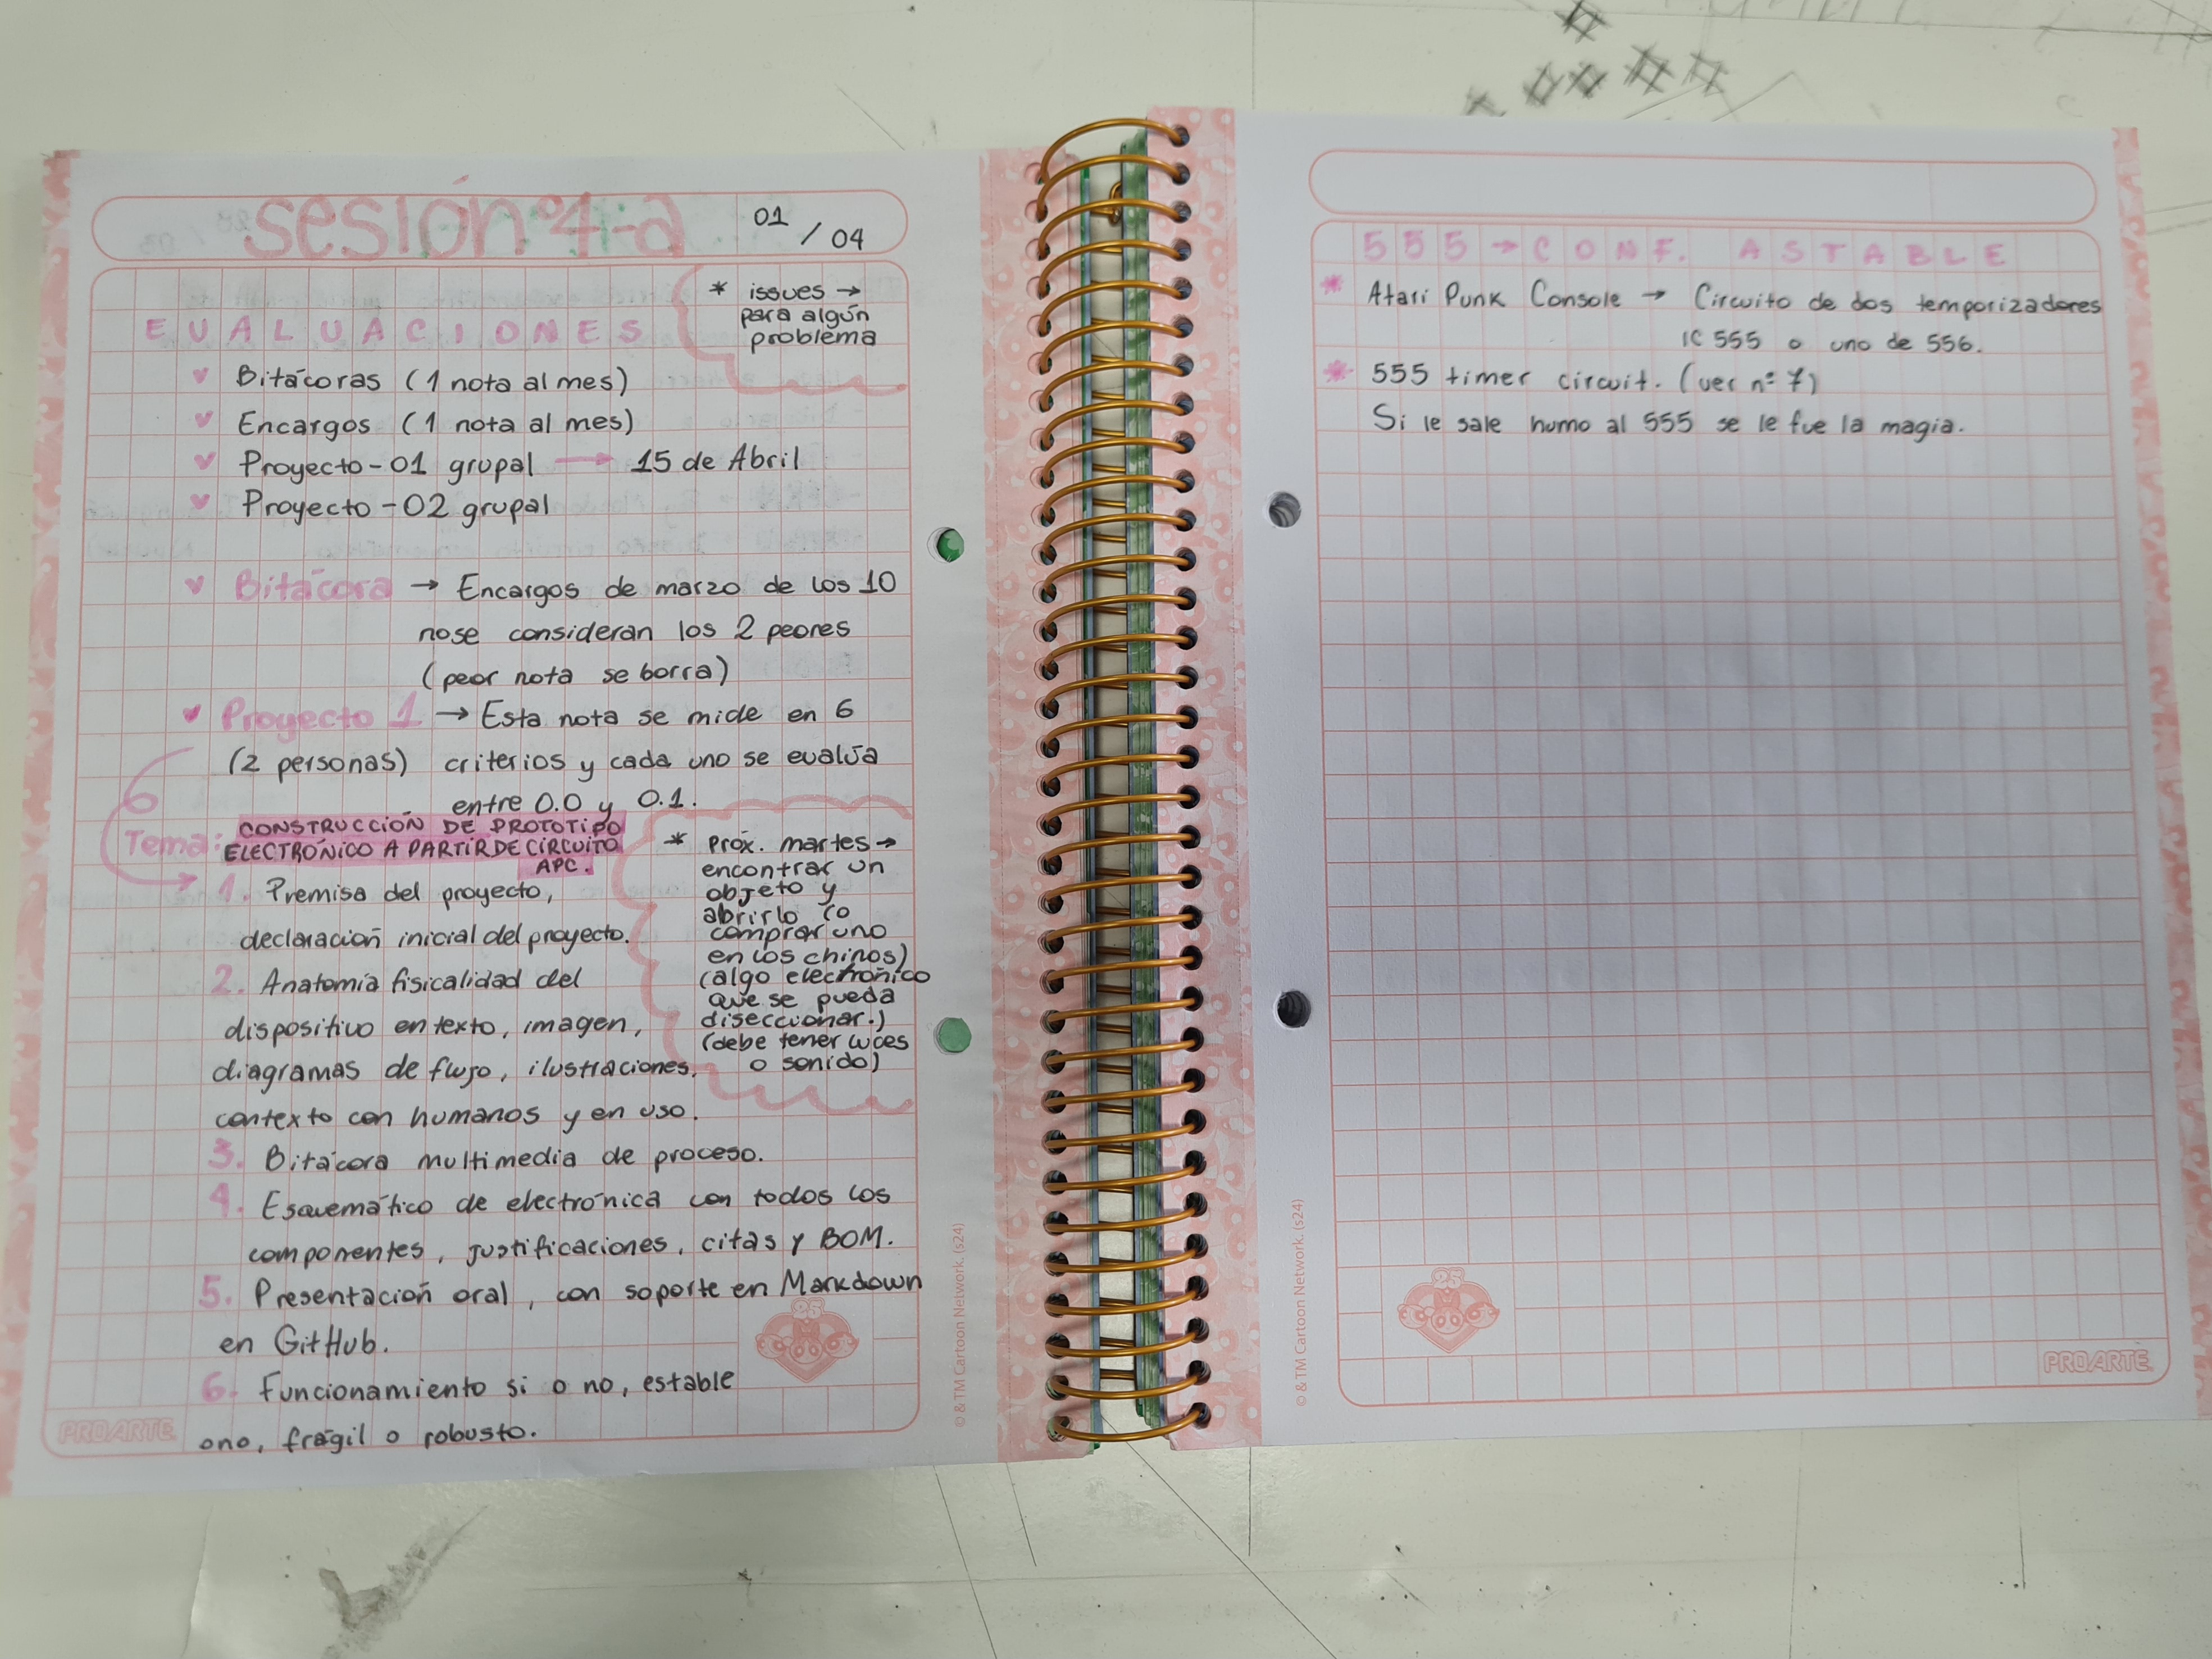 sesión nº4-a
01 / 04
* issues →
para algún
problema
EVALUACIONES
Bitácoras (1 nota al mes)
Encargos (1 nota al mes)
Proyecto-01 grupal → 15 de Abril
Proyecto-02 grupal
Bitácora → Encargos de marzo de los 10
nose consideran los 2 peores
(peor nota se borra)
Proyecto 1 → Esta nota se mide en 6
(2 personas) criterios y cada uno se evalúa
entre 0.0 y 0.1.
Tema: CONSTRUCCIÓN DE PROTOTIPO
ELECTRÓNICO A PARTIR DE CIRCUITO
APC.
1. Premisa del proyecto,
declaración inicial del proyecto.
2. Anatomía fisicalidad del
dispositivo en texto, imagen,
diagramas de flujo, ilustraciones,
contexto con humanos y en uso.
3. Bitácora multimedia de proceso.
4. Esquemático de electrónica con todos los
componentes, justificaciones, citas y BOM.
5. Presentación oral, con soporte en Markdown
en GitHub.
6. Funcionamiento si o no, estable
ono, frágil o robusto.
* Próx. martes →
encontrar un
objeto y
abrirlo (o
comprar uno
en los chinos)
(algo electrónico
que se pueda
diseccionar.)
(debe tener luces
o sonido)
PROARTE
© & TM Cartoon Network. (s24)
555 → CONF. ASTABLE
* Atari Punk Console → Circuito de dos temporizadores
IC 555 o uno de 556.
* 555 timer circuit. (ver nº 7)
Si le sale humo al 555 se le fue la magia.
© & TM Cartoon Network. (s24)
25
PROARTE